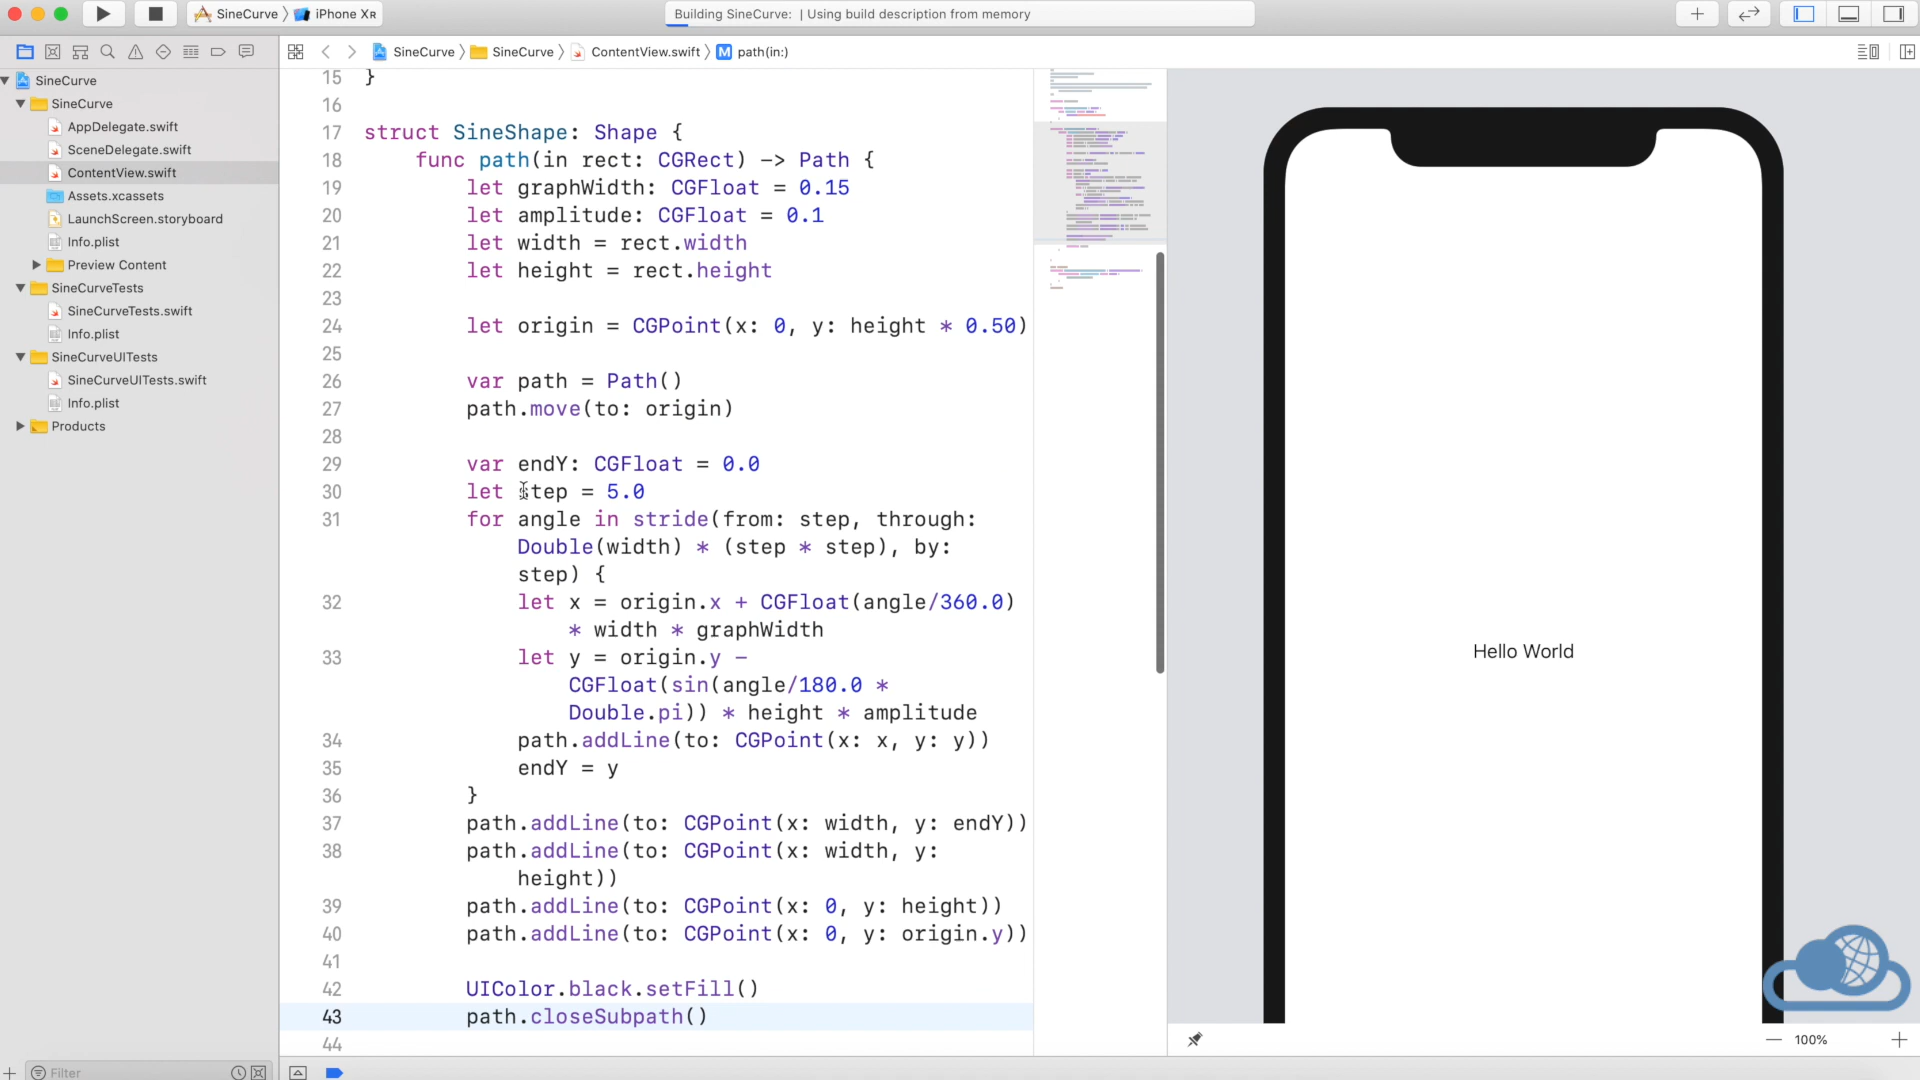 SineCurve 〉 iPhone XR
Building SineCurve: | Using build description from memory
SineCurve 〉 SineCurve 〉 ContentView.swift 〉 M path(in:)
SineCurve
SineCurve
AppDelegate.swift
SceneDelegate.swift
ContentView.swift
Assets.xcassets
LaunchScreen.storyboard
Info.plist
Preview Content
SineCurveTests
SineCurveTests.swift
Info.plist
SineCurveUITests
SineCurveUITests.swift
Info.plist
Products
Filter
15 }
16
17 struct SineShape: Shape {
18 func path(in rect: CGRect) -> Path {
19 let graphWidth: CGFloat = 0.15
20 let amplitude: CGFloat = 0.1
21 let width = rect.width
22 let height = rect.height
23
24 let origin = CGPoint(x: 0, y: height * 0.50)
25
26 var path = Path()
27 path.move(to: origin)
28
29 var endY: CGFloat = 0.0
30 let step = 5.0
31 for angle in stride(from: step, through:
Double(width) * (step * step), by:
step) {
32 let x = origin.x + CGFloat(angle/360.0)
* width * graphWidth
33 let y = origin.y -
CGFloat(sin(angle/180.0 *
Double.pi)) * height * amplitude
34 path.addLine(to: CGPoint(x: x, y: y))
35 endY = y
36 }
37 path.addLine(to: CGPoint(x: width, y: endY))
38 path.addLine(to: CGPoint(x: width, y:
height))
39 path.addLine(to: CGPoint(x: 0, y: height))
40 path.addLine(to: CGPoint(x: 0, y: origin.y))
41
42 UIColor.black.setFill()
43 path.closeSubpath()
44
Hello World
100%